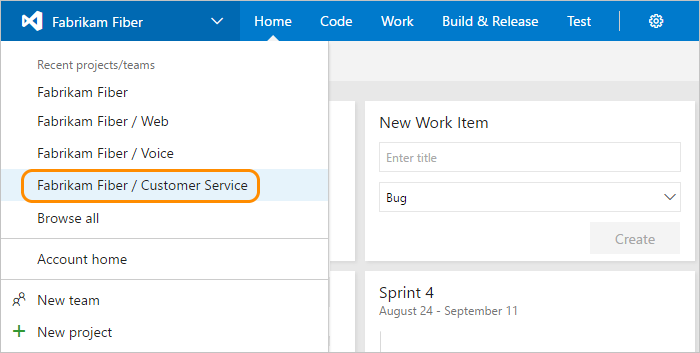 Fabrikam Fiber
Home Code Work Build & Release Test
Recent projects/teams
Fabrikam Fiber
Fabrikam Fiber / Web
Fabrikam Fiber / Voice
Fabrikam Fiber / Customer Service
Browse all
Account home
New team
New project
New Work Item
Enter title
Bug
Create
Sprint 4
August 24 - September 11